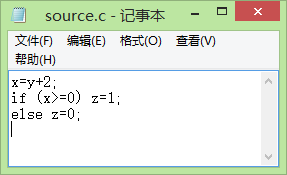 source.c - 记事本
文件(F) 编辑(E) 格式(O) 查看(V)
帮助(H)
x=y+2;
if (x>=0) z=1;
else z=0;